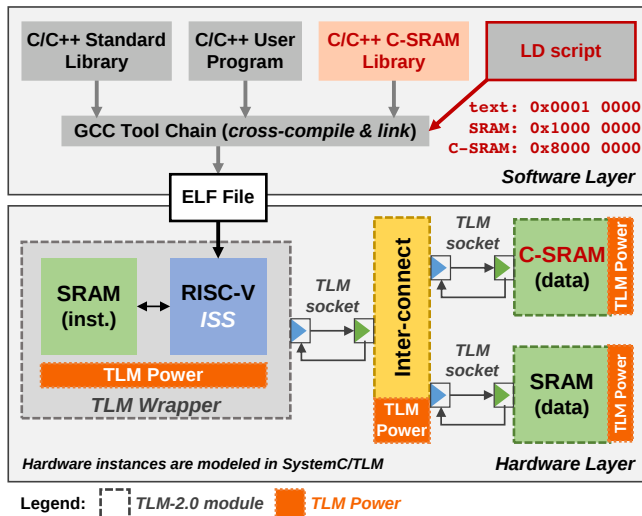 C/C++ Standard
Library
C/C++ User
Program
C/C++ C-SRAM
Library
LD script
text: 0x0001 0000
SRAM: 0x1000 0000
C-SRAM: 0x8000 0000
GCC Tool Chain (cross-compile & link)
Software Layer
ELF File
SRAM
(inst.)
RISC-V
ISS
TLM Power
TLM Wrapper
TLM
socket
Inter-connect
TLM
Power
TLM
socket
C-SRAM
(data)
TLM Power
TLM
socket
SRAM
(data)
TLM Power
Hardware instances are modeled in SystemC/TLM
Hardware Layer
Legend:
TLM-2.0 module
TLM Power